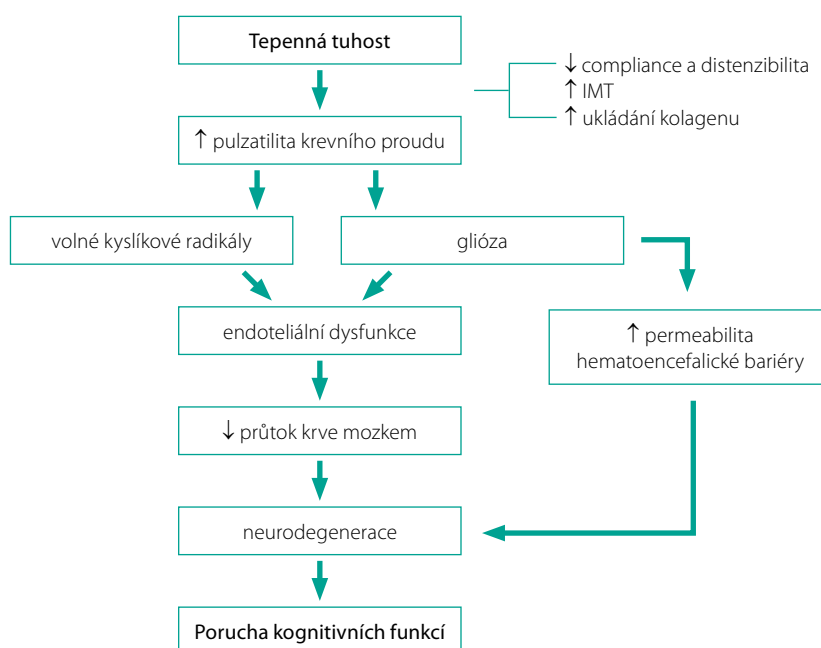 Tepenná tuhost
↓ compliance a distenzibilita
↑ IMT
↑ ukládání kolagenu
↑ pulzatilita krevního proudu
volné kyslíkové radikály
glióza
endoteliální dysfunkce
↑ permeabilita
hematoencefalické bariéry
↓ průtok krve mozkem
neurodegenerace
Porucha kognitivních funkcí